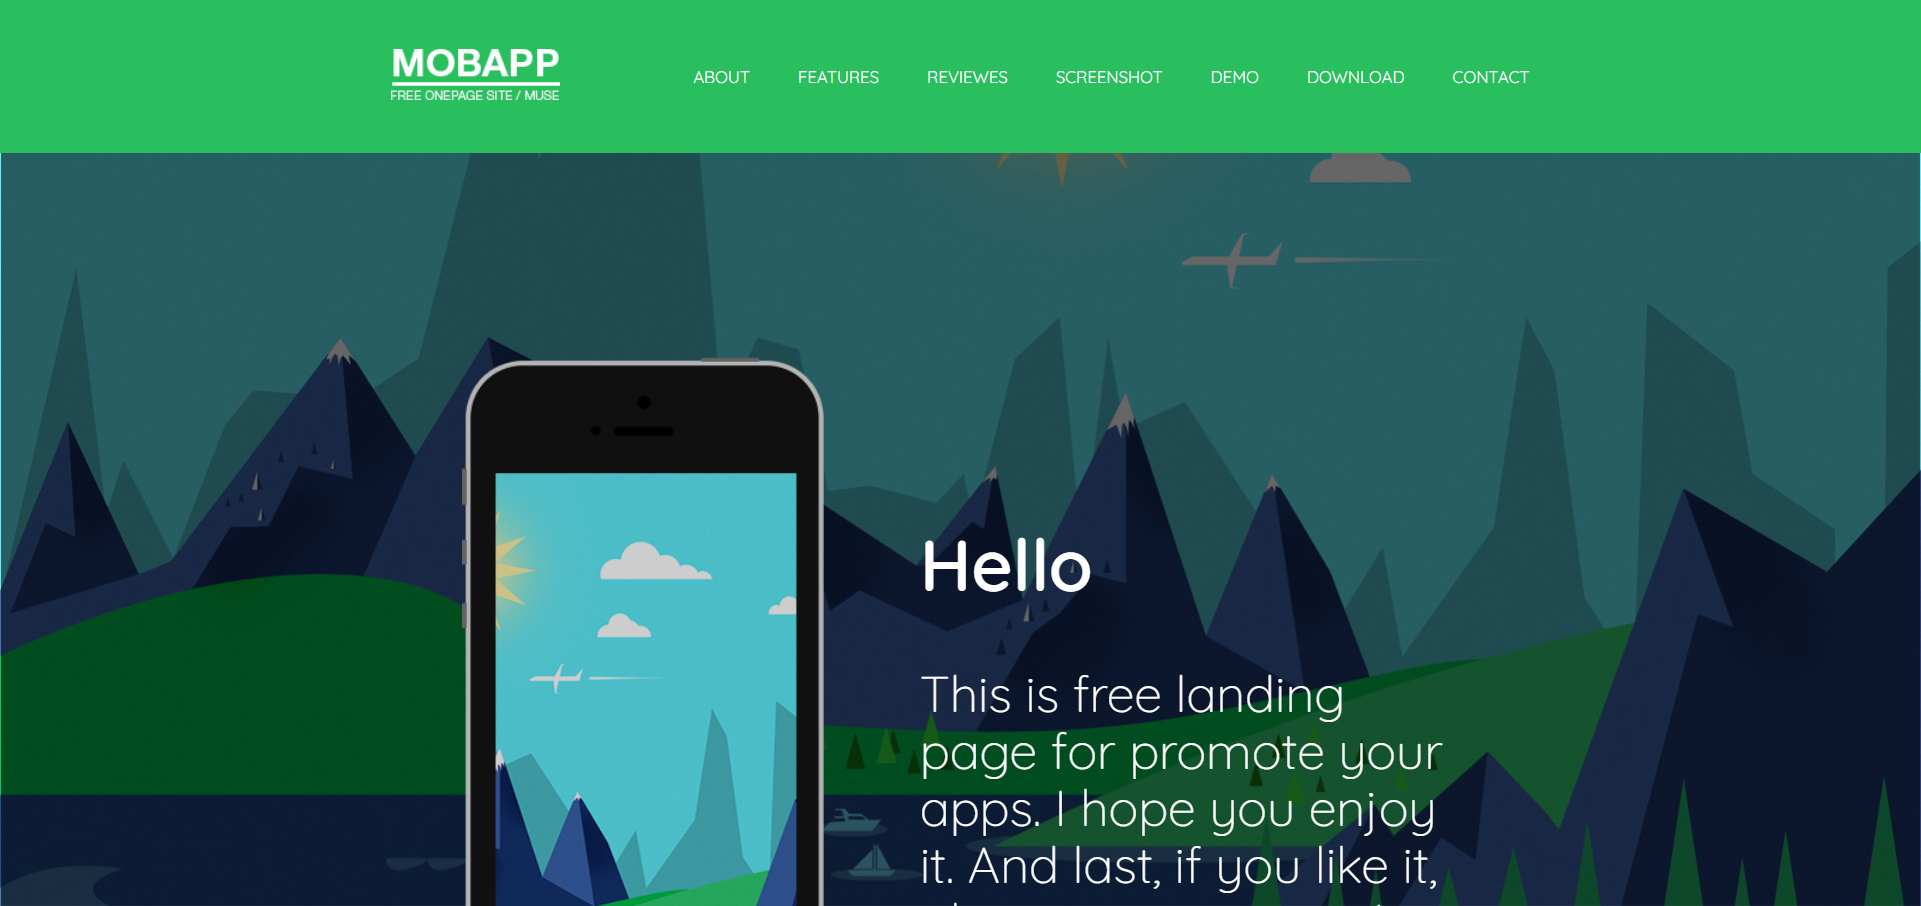 MOBAPP
FREE ONEPAGE SITE / MUSE
ABOUT FEATURES REVIEWES SCREENSHOT DEMO DOWNLOAD CONTACT
Hello
This is free landing
page for promote your
apps. I hope you enjoy
it. And last, if you like it,